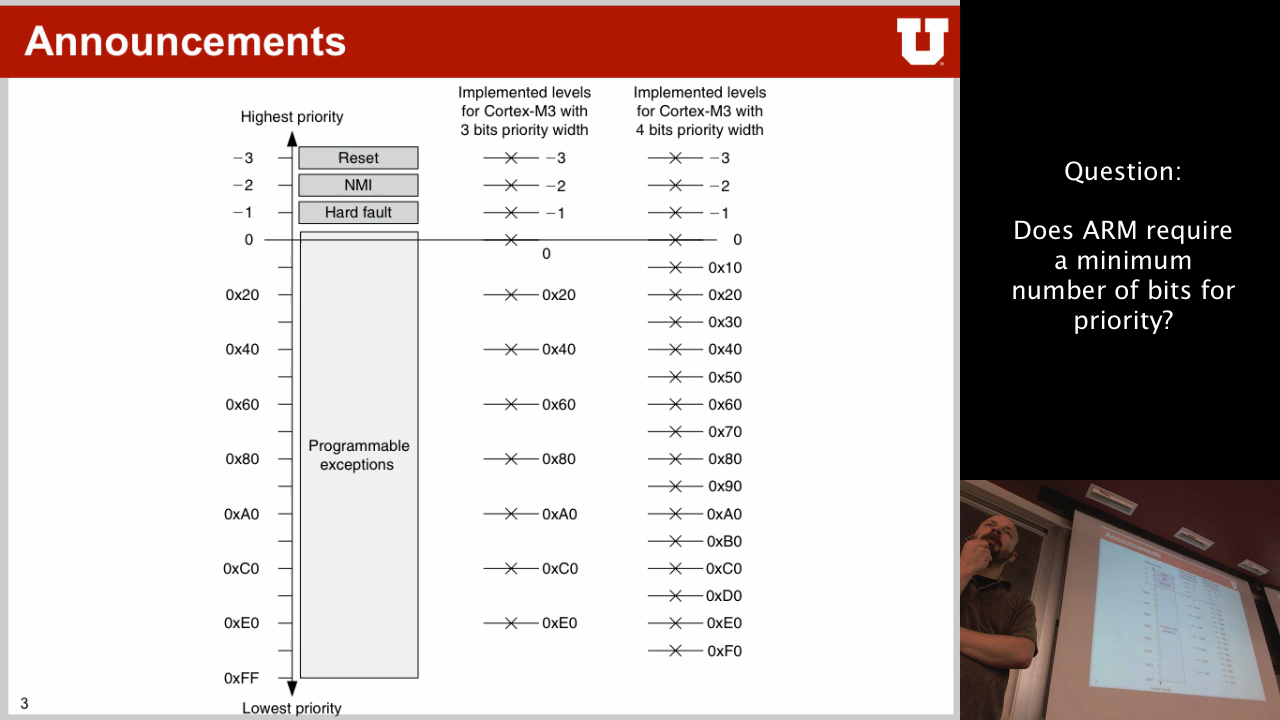 Announcements
U
Highest priority
Implemented levels
for Cortex-M3 with
3 bits priority width
Implemented levels
for Cortex-M3 with
4 bits priority width
−3 Reset −3 −3
−2 NMI −2 −2
−1 Hard fault −1 −1
0 0 0
0x10
0x20 0x20 0x20
0x30
0x40 0x40 0x40
0x50
0x60 0x60 0x60
0x70
Programmable
exceptions
0x80 0x80 0x80
0x90
0xA0 0xA0 0xA0
0xB0
0xC0 0xC0 0xC0
0xD0
0xE0 0xE0 0xE0
0xF0
0xFF
Lowest priority
3
Question:
Does ARM require
a minimum
number of bits for
priority?
Announcements